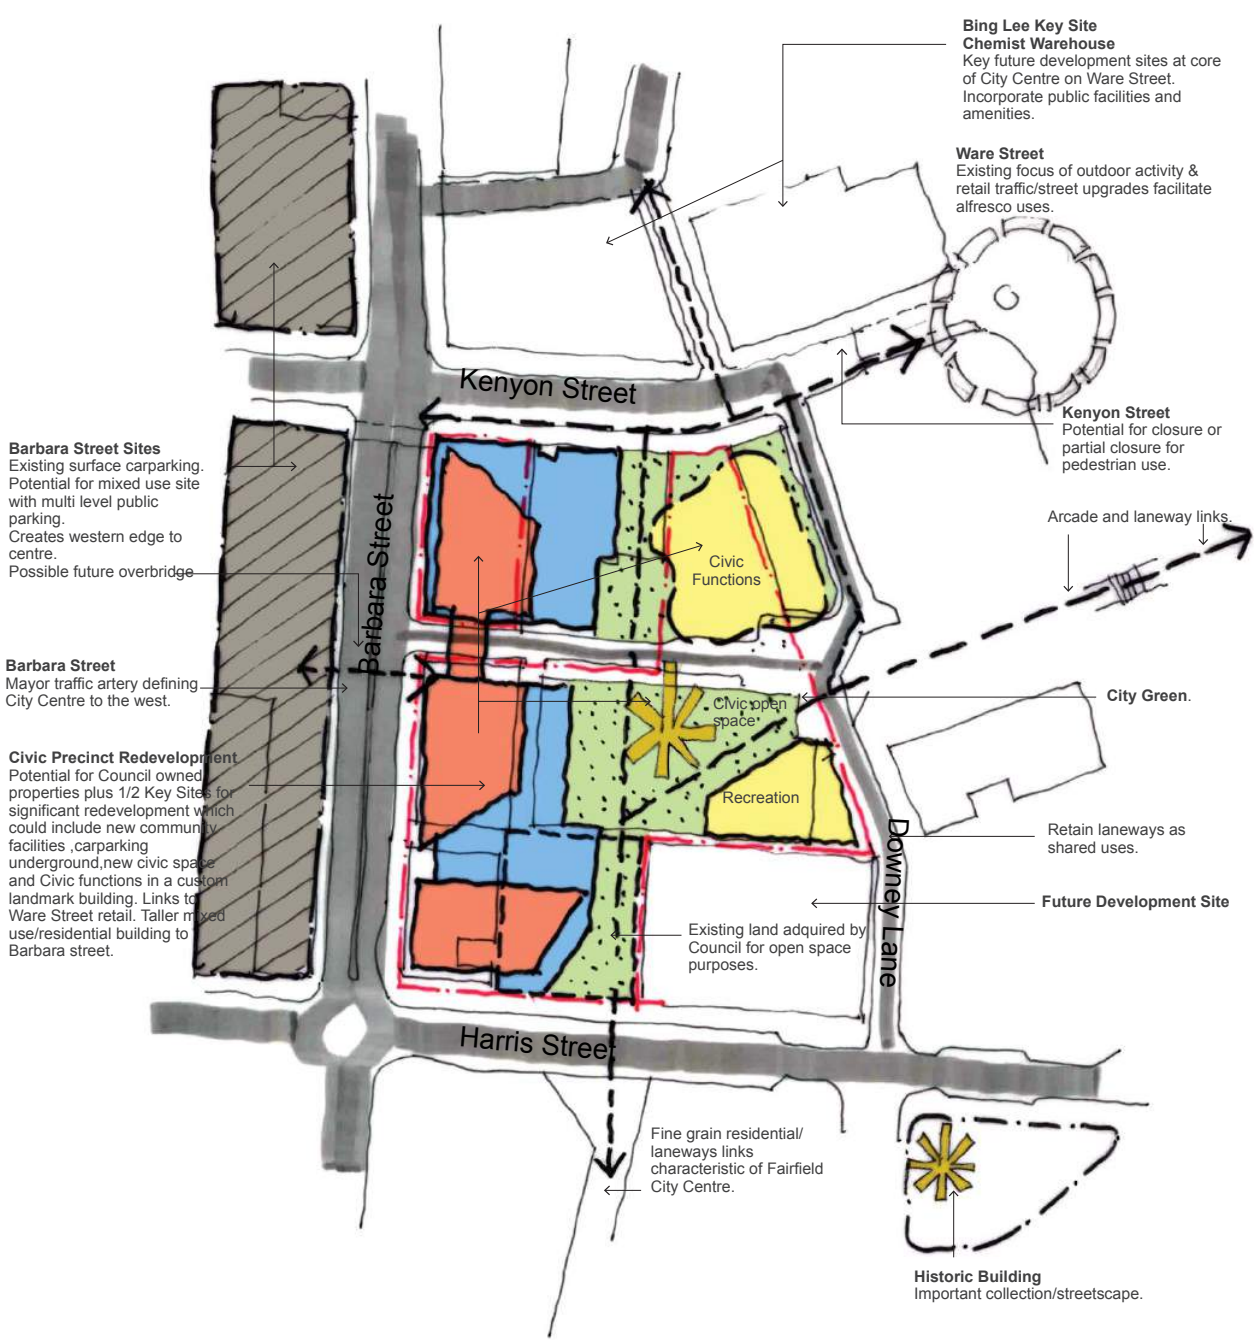 Bing Lee Key Site
Chemist Warehouse
Key future development sites at core
of City Centre on Ware Street.
Incorporate public facilities and
amenities.
Ware Street
Existing focus of outdoor activity &
retail traffic/street upgrades facilitate
alfresco uses.
Kenyon Street
Kenyon Street
Potential for closure or
partial closure for
pedestrian use.
Barbara Street Sites
Existing surface carparking.
Potential for mixed use site
with multi level public
parking.
Creates western edge to
centre.
Possible future overbridge
Barbara Street
Arcade and laneway links.
Civic
Functions
Barbara Street
Mayor traffic artery defining
City Centre to the west.
City Green.
Civic open
space
Civic Precinct Redevelopment
Potential for Council owned
properties plus 1/2 Key Sites for
significant redevelopment which
could include new community
facilities ,carparking
underground,new civic space
and Civic functions in a custom
landmark building. Links to
Ware Street retail. Taller mixed
use/residential building to
Barbara street.
Recreation
Downey Lane
Retain laneways as
shared uses.
Future Development Site
Existing land adquired by
Council for open space
purposes.
Harris Street
Fine grain residential/
laneways links
characteristic of Fairfield
City Centre.
Historic Building
Important collection/streetscape.